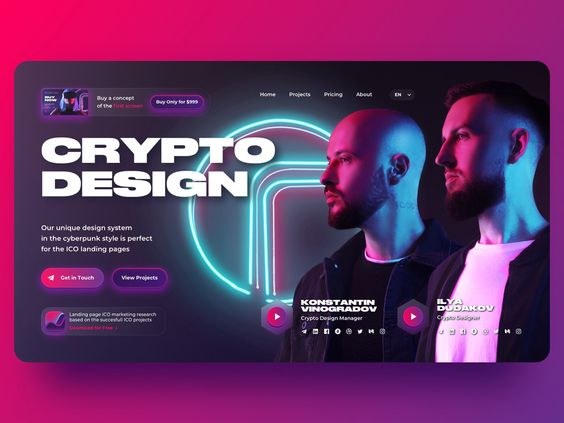 BUY
NOW
Buy a concept
of the first screen
Buy Only for $999
Home
Projects
Pricing
About
EN
CRYPTO
DESIGN
Our unique design system
in the cyberpunk style is perfect
for the ICO landing pages
Get in Touch
View Projects
Landing page ICO marketing research
based on the succesfull ICO projects
Download for Free
KONSTANTIN
VINOGRADOV
Crypto Design Manager
ILYA
DUDAKOV
Crypto Designer